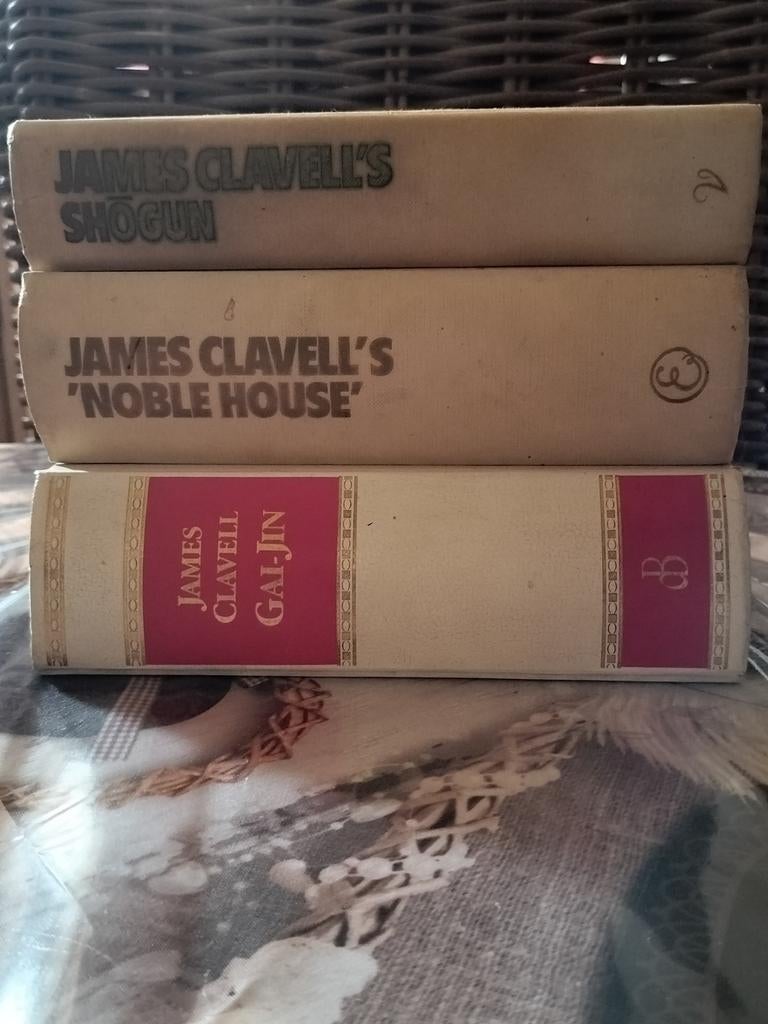 JAMES CLAVELL'S
SHŌGUN
JAMES CLAVELL'S
'NOBLE HOUSE'
JAMES
CLAVELL
GAI-JIN